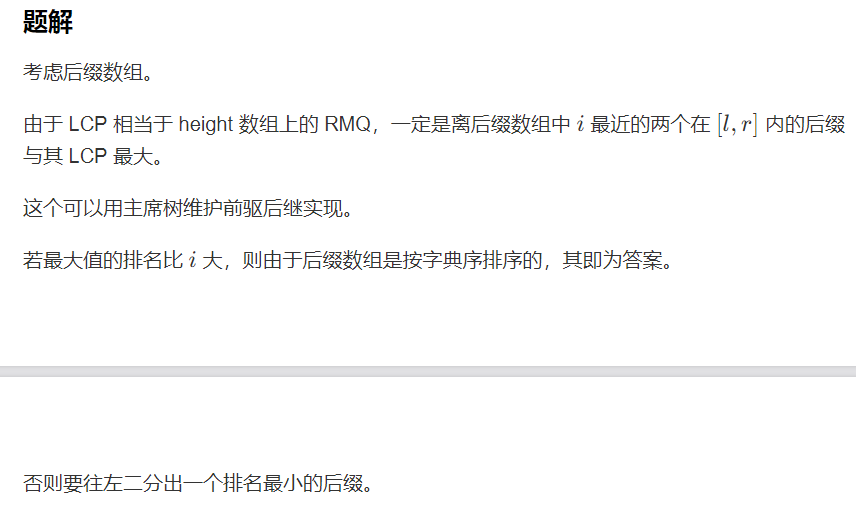 题解
考虑后缀数组。
由于 LCP 相当于 height 数组上的 RMQ，一定是离后缀数组中 i 最近的两个在 [l, r] 内的后缀
与其 LCP 最大。
这个可以用主席树维护前驱后继实现。
若最大值的排名比 i 大，则由于后缀数组是按字典序排序的，其即为答案。
否则要往左二分出一个排名最小的后缀。